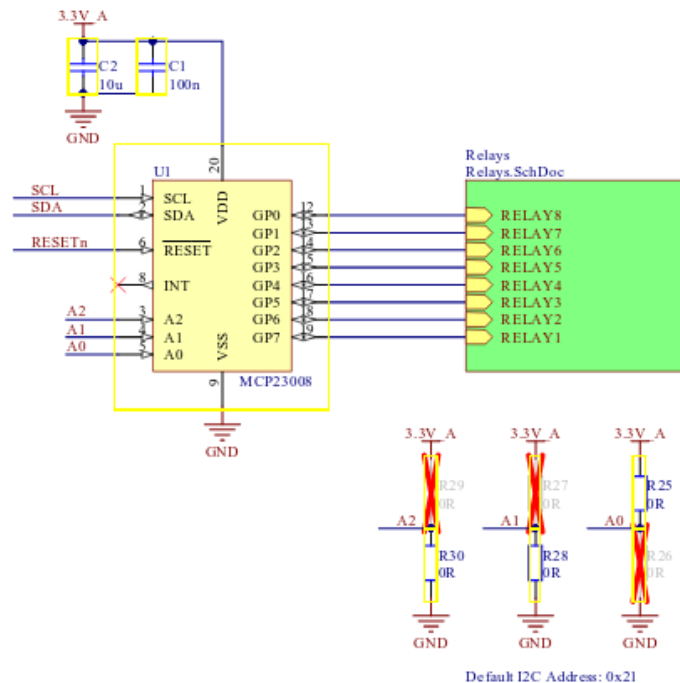 3.3V_A
C2
10u
C1
100n
GND
U1
20
VDD
SCL
1
SCL
SDA
2
SDA
RESETn
6
RESET
8
INT
A2
3
A2
A1
4
A1
A0
5
A0
VSS
9
GND
MCP23008
GP0
12
GP1
GP2
GP3
GP4
GP5
GP6
GP7
Relays
Relays.SchDoc
RELAY8
RELAY7
RELAY6
RELAY5
RELAY4
RELAY3
RELAY2
RELAY1
3.3V_A
R29
0R
A2
R30
0R
GND
3.3V_A
R27
0R
A1
R28
0R
GND
3.3V_A
R25
0R
A0
R26
0R
GND
Default I2C Address: 0x21